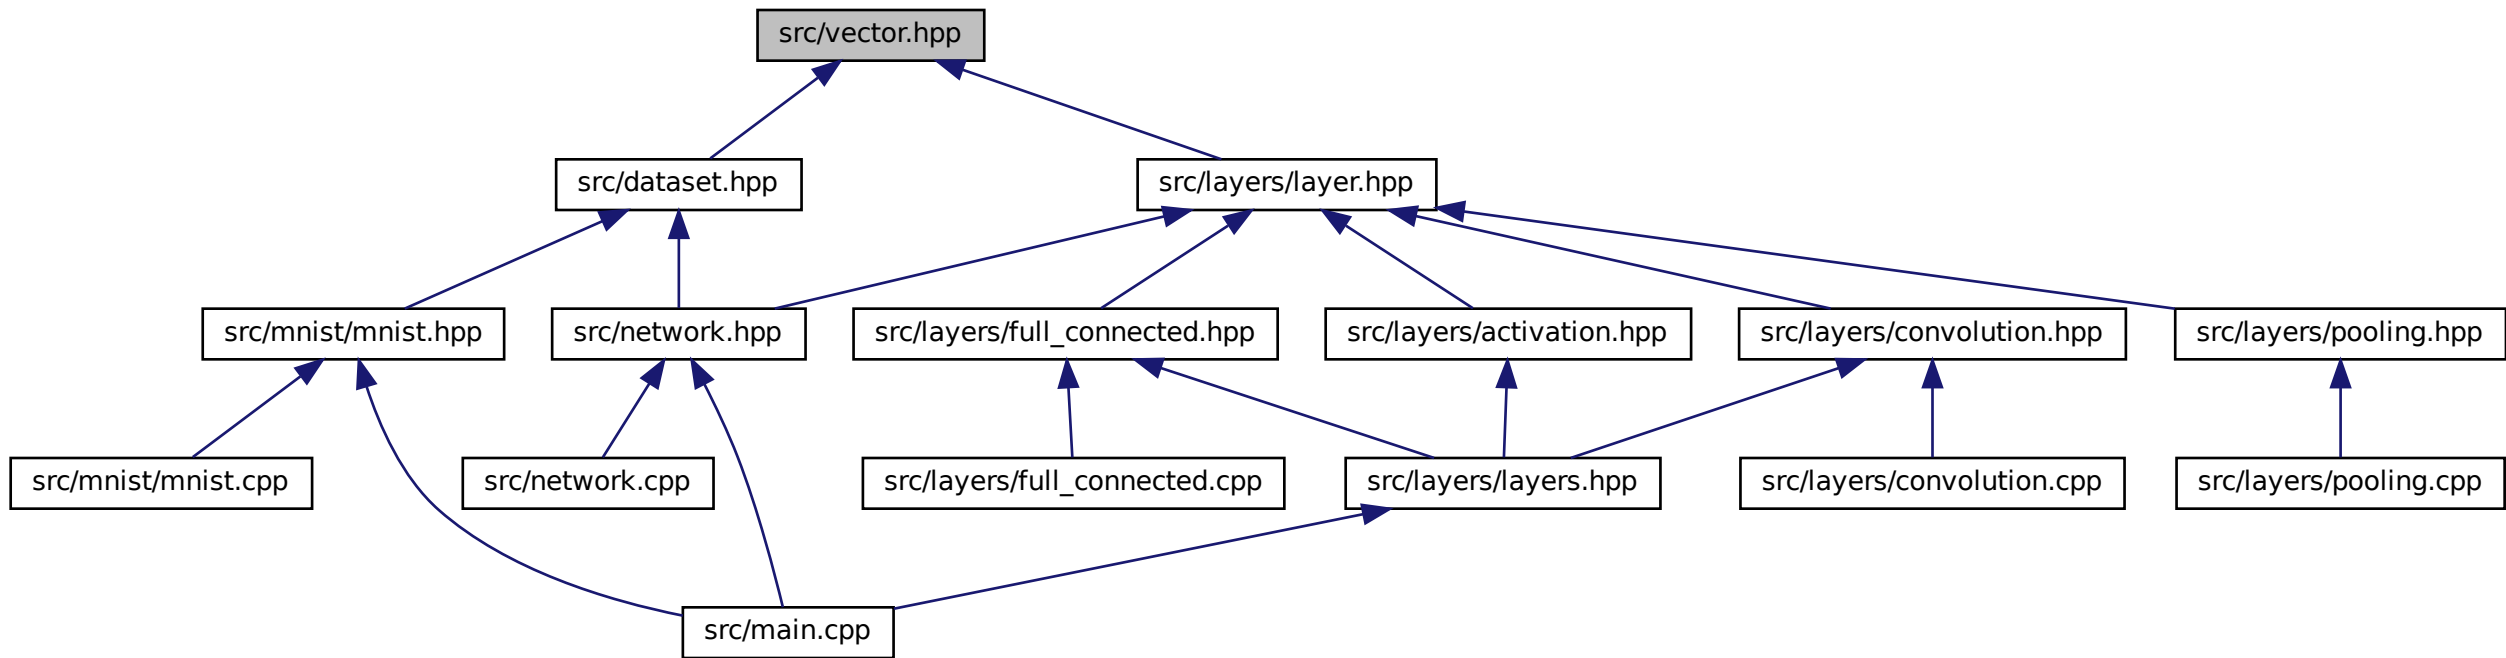 src/vector.hpp
src/dataset.hpp
src/layers/layer.hpp
src/mnist/mnist.hpp
src/network.hpp
src/layers/full_connected.hpp
src/layers/activation.hpp
src/layers/convolution.hpp
src/layers/pooling.hpp
src/mnist/mnist.cpp
src/network.cpp
src/layers/full_connected.cpp
src/layers/layers.hpp
src/layers/convolution.cpp
src/layers/pooling.cpp
src/main.cpp